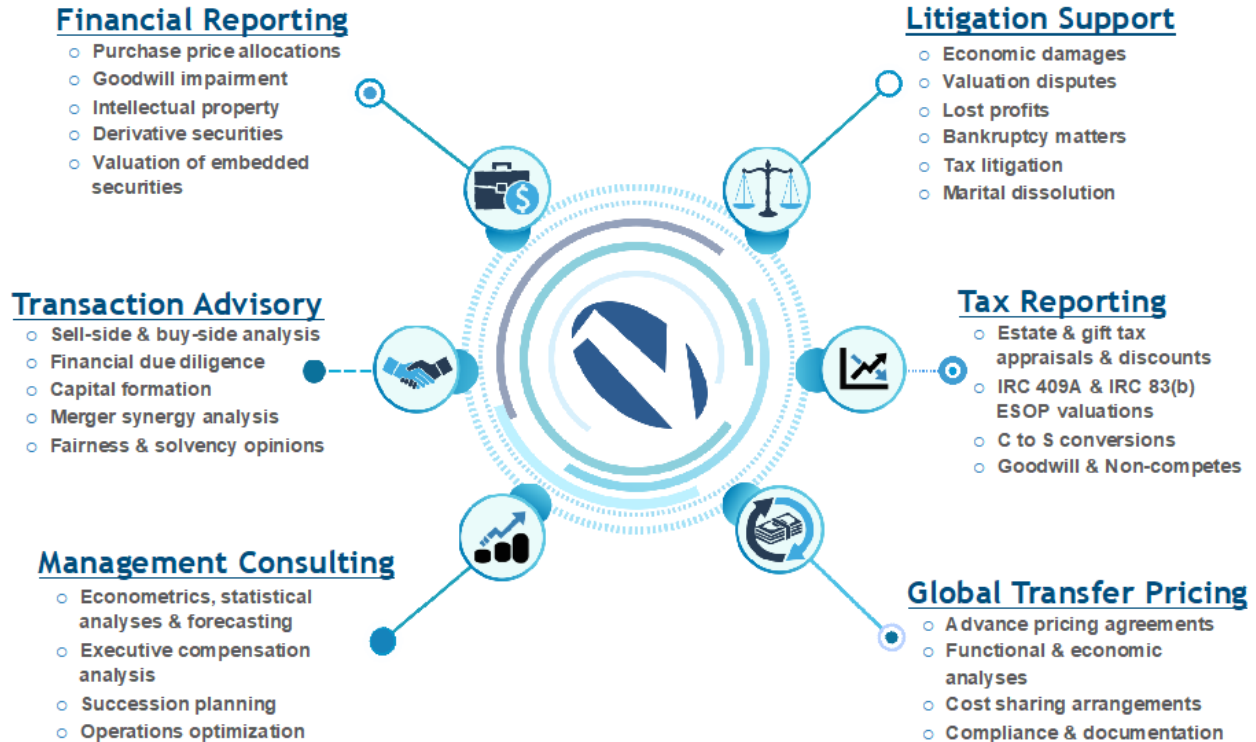 Financial Reporting
Purchase price allocations
Goodwill impairment
Intellectual property
Derivative securities
Valuation of embedded
securities
Litigation Support
Economic damages
Valuation disputes
Lost profits
Bankruptcy matters
Tax litigation
Marital dissolution
Transaction Advisory
Sell-side & buy-side analysis
Financial due diligence
Capital formation
Merger synergy analysis
Fairness & solvency opinions
Tax Reporting
Estate & gift tax
appraisals & discounts
IRC 409A & IRC 83(b)
ESOP valuations
C to S conversions
Goodwill & Non-competes
Management Consulting
Econometrics, statistical
analyses & forecasting
Executive compensation
analysis
Succession planning
Operations optimization
Global Transfer Pricing
Advance pricing agreements
Functional & economic
analyses
Cost sharing arrangements
Compliance & documentation
$